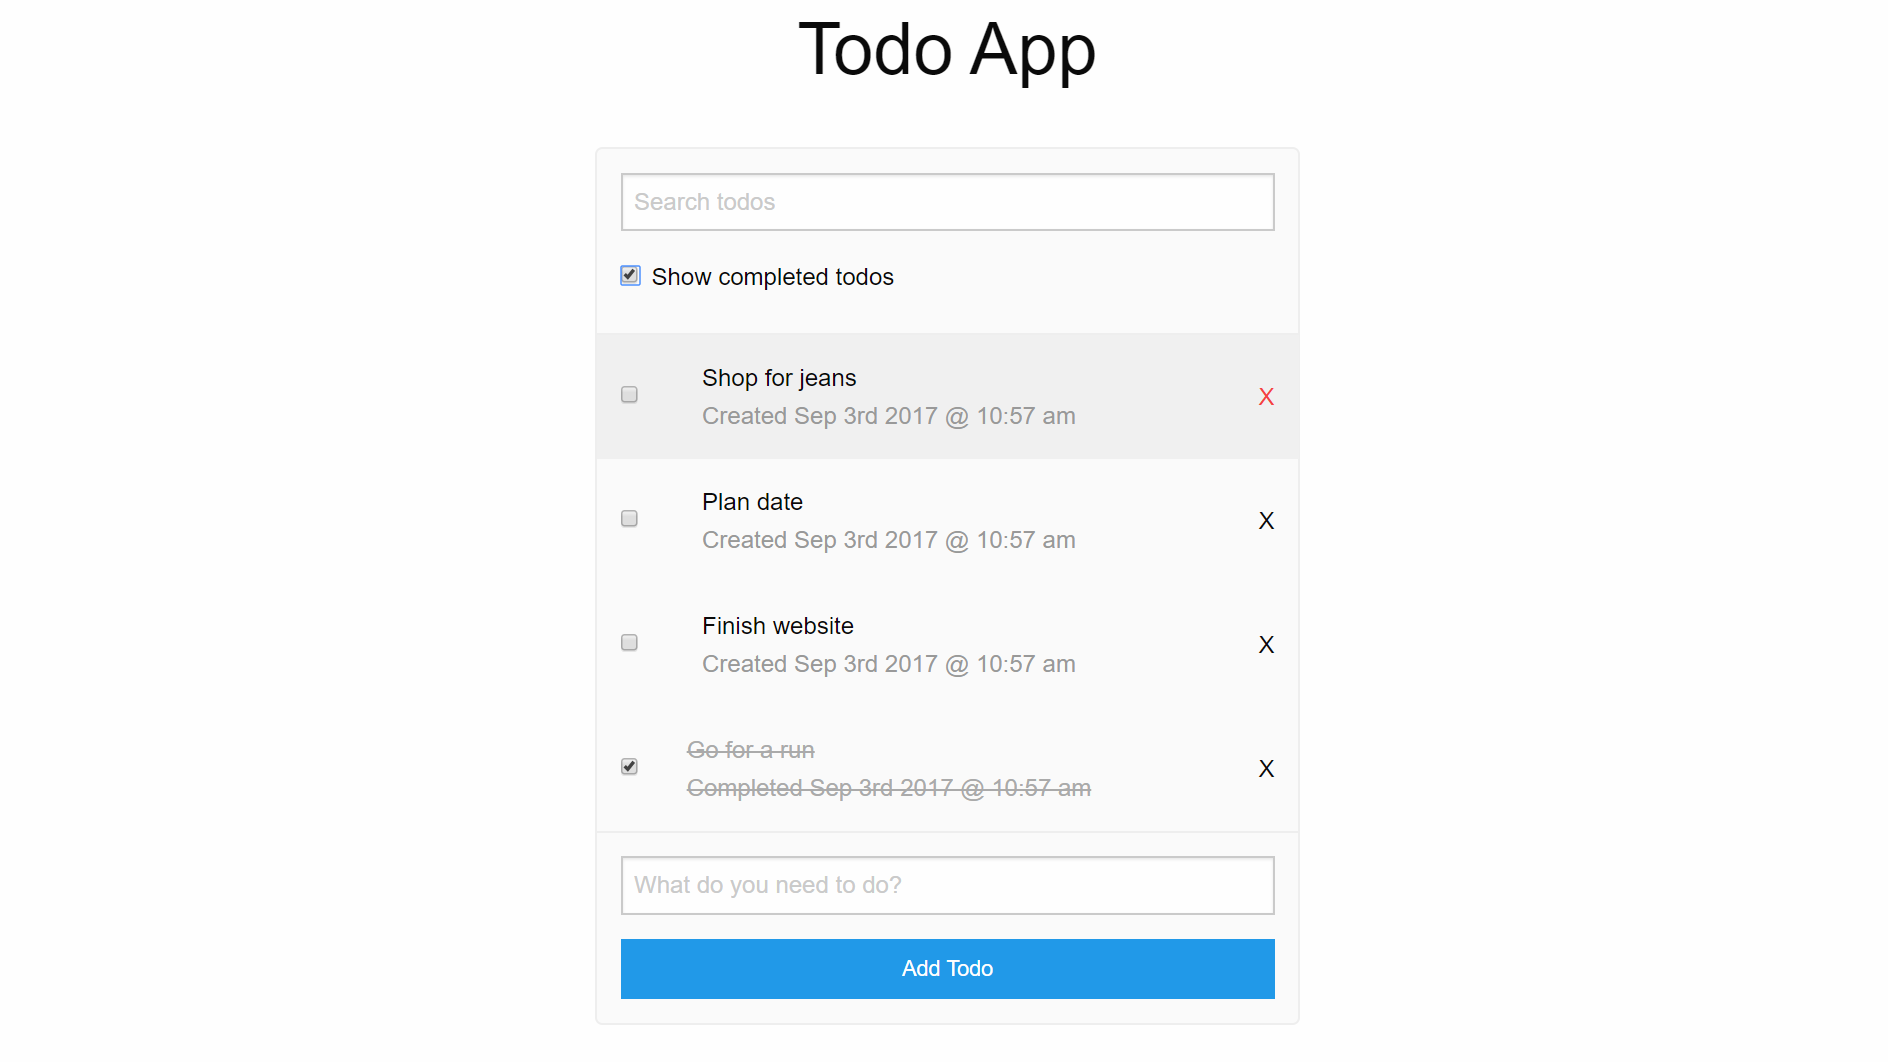 Todo App
Search todos
Show completed todos
Shop for jeans
Created Sep 3rd 2017 @ 10:57 am
X
Plan date
Created Sep 3rd 2017 @ 10:57 am
X
Finish website
Created Sep 3rd 2017 @ 10:57 am
X
Go for a run
Completed Sep 3rd 2017 @ 10:57 am
X
What do you need to do?
Add Todo